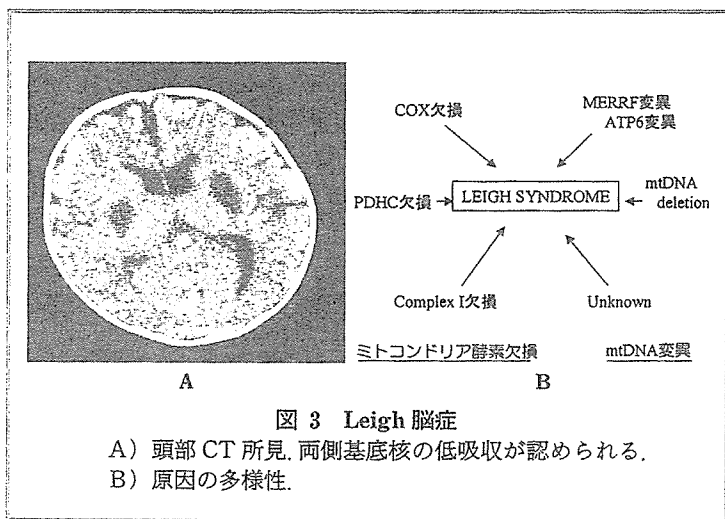 COX欠損
MERRF変異
ATP6変異
PDHC欠損
LEIGH SYNDROME
mtDNA
deletion
Complex I欠損
Unknown
ミトコンドリア酵素欠損
mtDNA変異
A
B
図 3 Leigh 脳症
A) 頭部 CT 所見. 両側基底核の低吸収が認められる.
B) 原因の多様性.